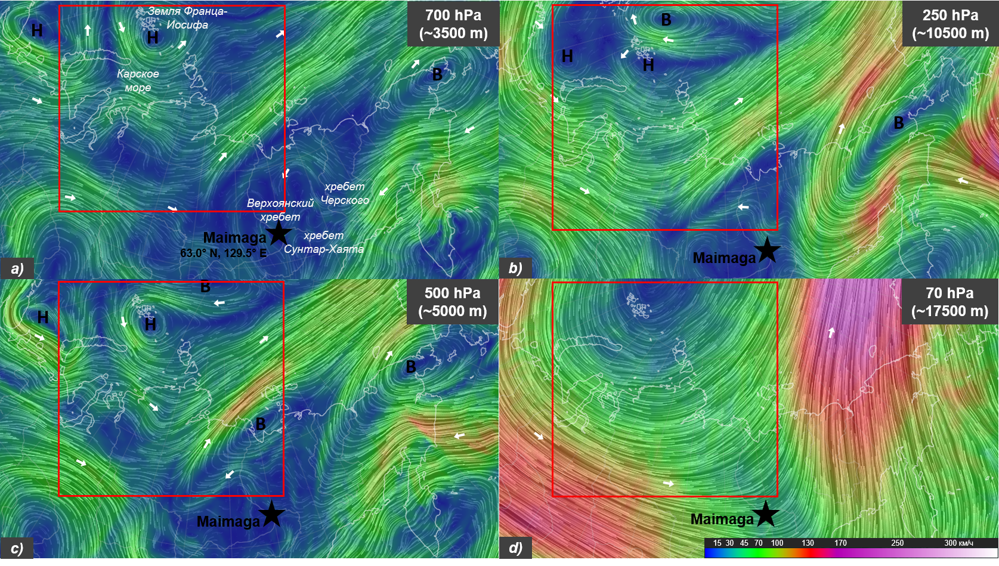 Земля Франца-
Иосифа
H
H
700 hPa
(~3500 m)
Карское
море
B
хребет
Черского
Верхоянский
хребет
Maimaga
63.0° N, 129.5° E
хребет
Сунтар-Хаята
a)
B
250 hPa
(~10500 m)
H
H
B
Maimaga
b)
B
500 hPa
(~5000 m)
H
H
B
B
Maimaga
c)
70 hPa
(~17500 m)
Maimaga
d)
15 30 45 70 100 130 170 250 300 км/ч